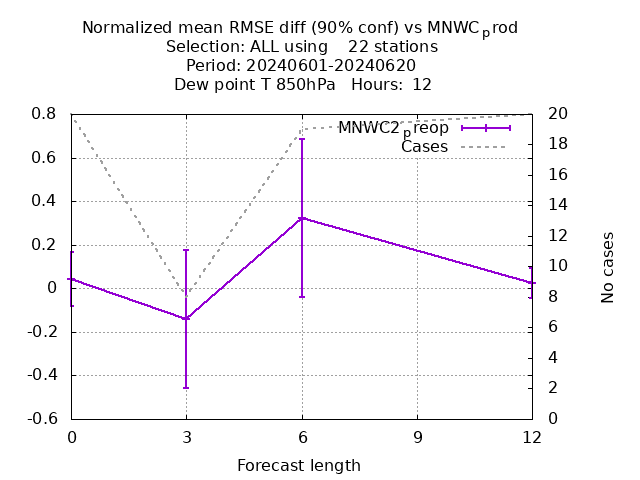 Normalized mean RMSE diff (90% conf) vs MNWCprod
Selection: ALL using    22 stations
Period: 20240601-20240620
Dew point T 850hPa   Hours:  12
MNWC2preop
Cases
0.8
0.6
0.4
0.2
0
-0.2
-0.4
-0.6
20
18
16
14
12
10
8
6
4
2
0
No cases
0 3 6 9 12
Forecast length